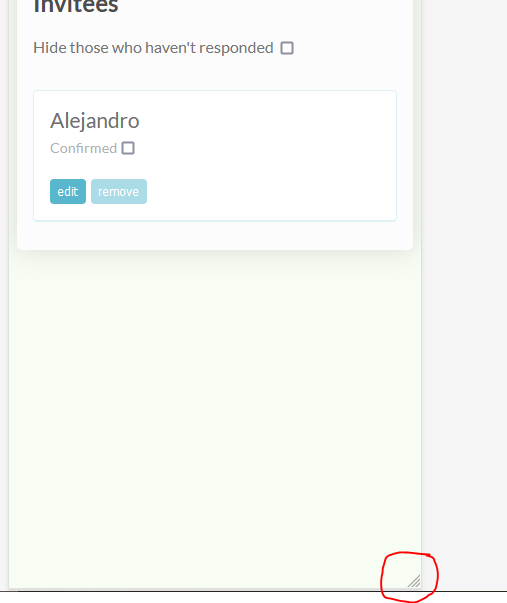 Invitees
Hide those who haven't responded
Alejandro
Confirmed
edit remove